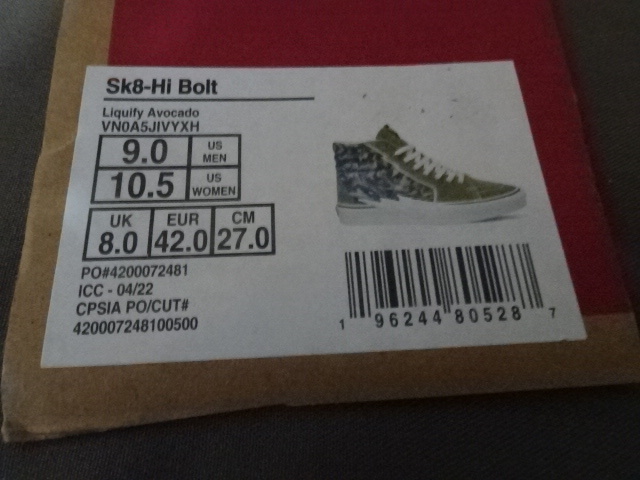 Sk8-Hi Bolt
Liquify Avocado
VN0A5JIVYXH
9.0 US MEN
10.5 US WOMEN
UK EUR CM
8.0 42.0 27.0
PO#4200072481
ICC - 04/22
CPSIA PO/CUT#
420007248100500
1 96244 80528 7